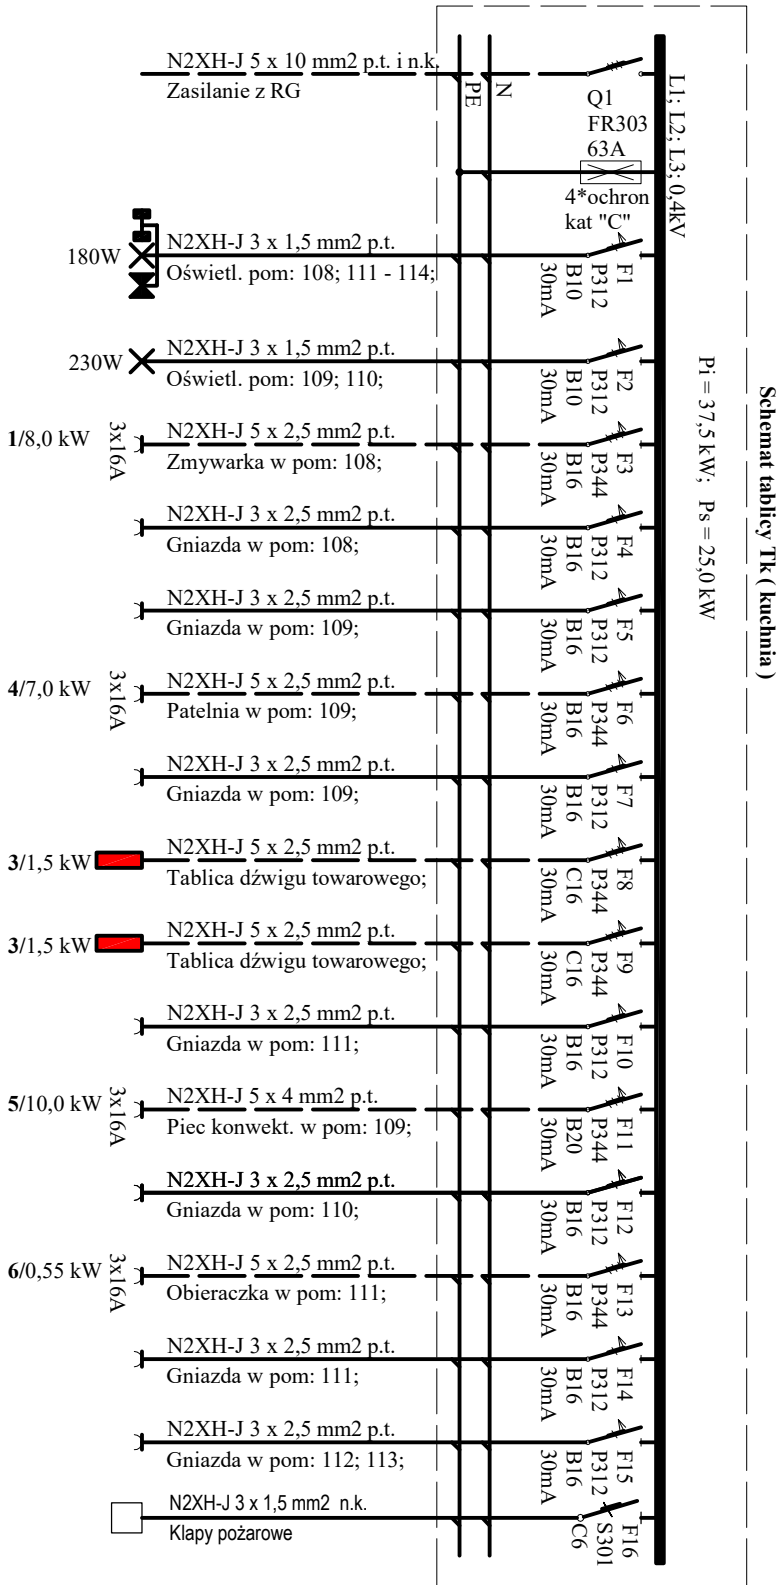 Schemat tablicy Tk ( kuchnia )
Pi = 37,5 kW;  Ps = 25,0 kW
L1; L2; L3; 0,4kV
N2XH-J 5 x 10 mm2 p.t. i n.k.
Zasilanie z RG
PE
N
Q1
FR303
63A
4*ochron
kat "C"
180W
N2XH-J 3 x 1,5 mm2 p.t.
Oświetl. pom: 108; 111 - 114;
F1
P312
B10
30mA
230W
N2XH-J 3 x 1,5 mm2 p.t.
Oświetl. pom: 109; 110;
F2
P312
B10
30mA
1/8,0 kW
3x16A
N2XH-J 5 x 2,5 mm2 p.t.
Zmywarka w pom: 108;
F3
P344
B16
30mA
N2XH-J 3 x 2,5 mm2 p.t.
Gniazda w pom: 108;
F4
P312
B16
30mA
N2XH-J 3 x 2,5 mm2 p.t.
Gniazda w pom: 109;
F5
P312
B16
30mA
4/7,0 kW
3x16A
N2XH-J 5 x 2,5 mm2 p.t.
Patelnia w pom: 109;
F6
P344
B16
30mA
N2XH-J 3 x 2,5 mm2 p.t.
Gniazda w pom: 109;
F7
P312
B16
30mA
3/1,5 kW
N2XH-J 5 x 2,5 mm2 p.t.
Tablica dźwigu towarowego;
F8
P344
C16
30mA
3/1,5 kW
N2XH-J 5 x 2,5 mm2 p.t.
Tablica dźwigu towarowego;
F9
P344
C16
30mA
N2XH-J 3 x 2,5 mm2 p.t.
Gniazda w pom: 111;
F10
P312
B16
30mA
5/10,0 kW
3x16A
N2XH-J 5 x 4 mm2 p.t.
Piec konwekt. w pom: 109;
F11
P344
B20
30mA
N2XH-J 3 x 2,5 mm2 p.t.
Gniazda w pom: 110;
F12
P312
B16
30mA
6/0,55 kW
3x16A
N2XH-J 5 x 2,5 mm2 p.t.
Obieraczka w pom: 111;
F13
P344
B16
30mA
N2XH-J 3 x 2,5 mm2 p.t.
Gniazda w pom: 111;
F14
P312
B16
30mA
N2XH-J 3 x 2,5 mm2 p.t.
Gniazda w pom: 112; 113;
F15
P312
B16
30mA
N2XH-J 3 x 1,5 mm2  n.k.
Klapy pożarowe
F16
S301
C6